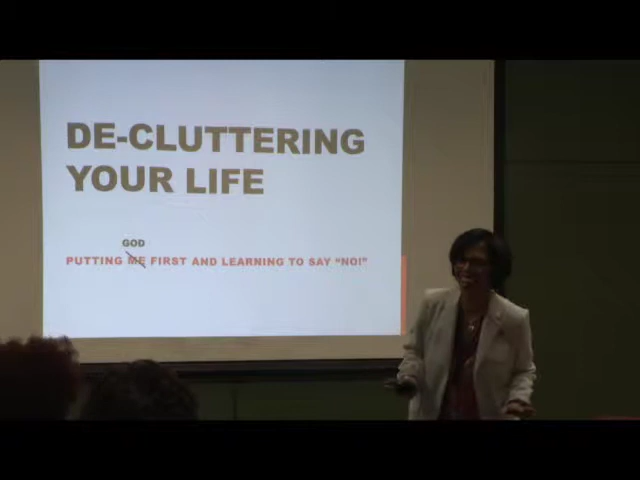 DE-CLUTTERING
YOUR LIFE
GOD
PUTTING ME FIRST AND LEARNING TO SAY "NO!"